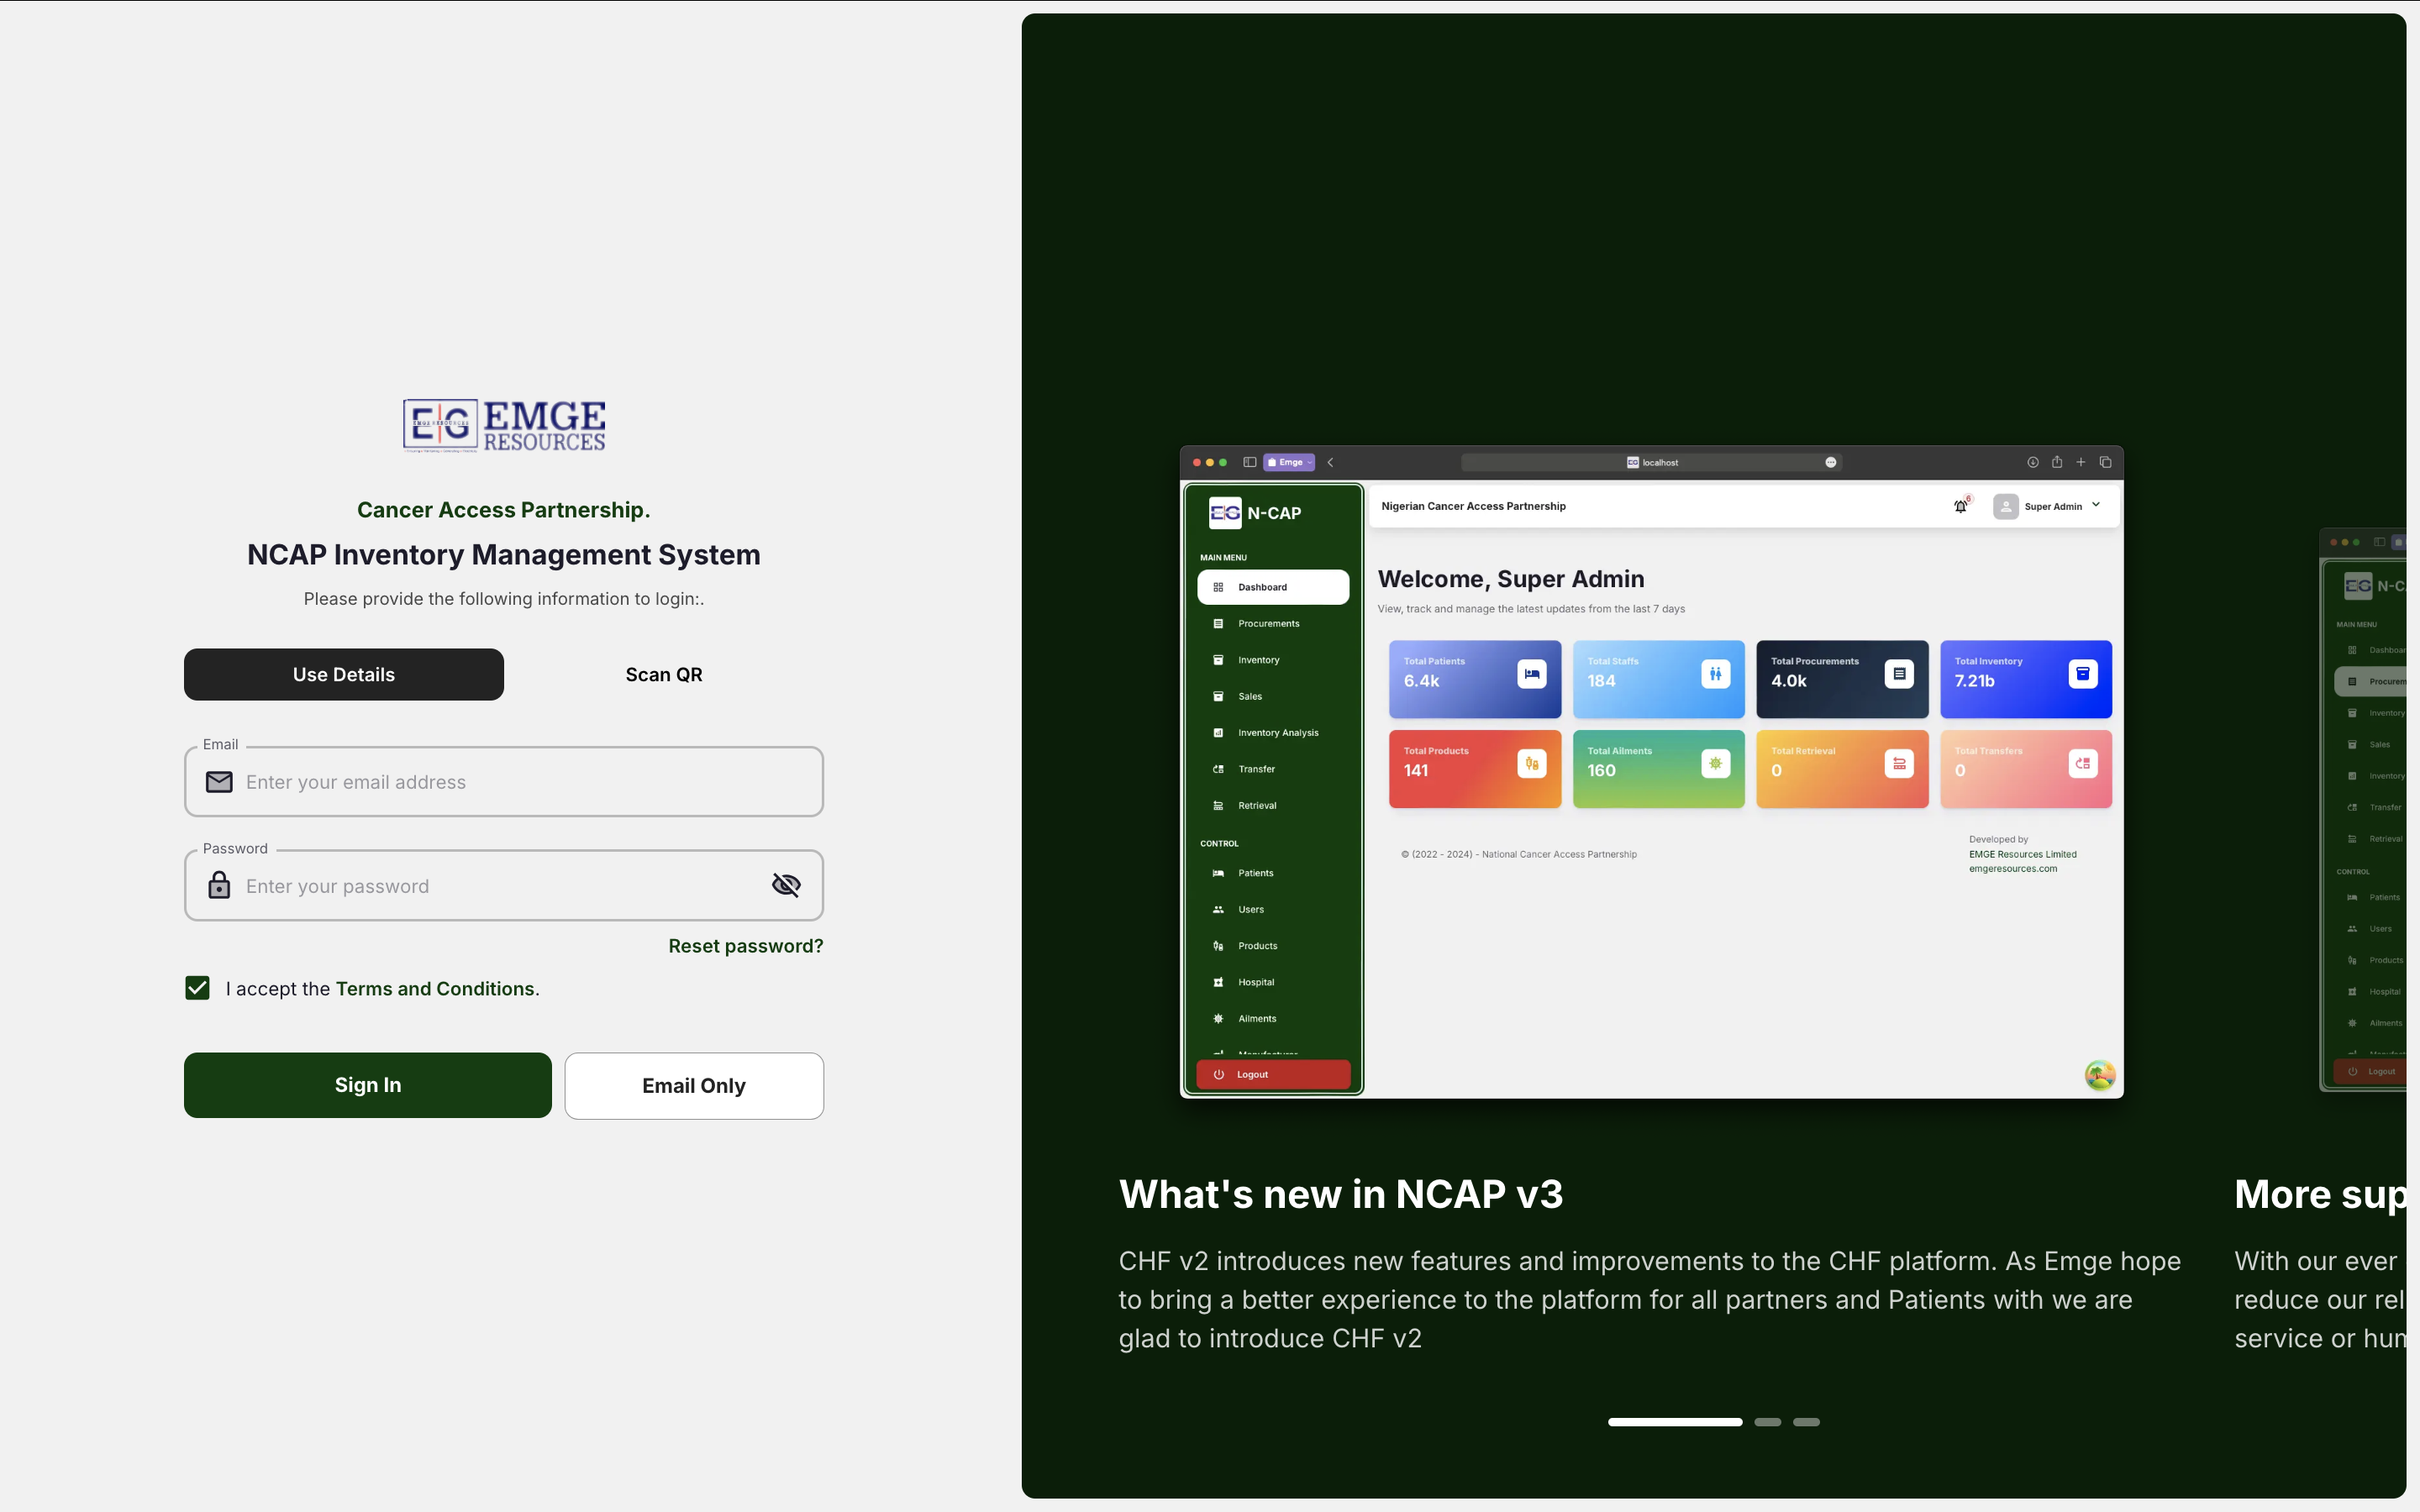 E|G EMGE
EMGE RESOURCES
RESOURCES
Cancer Access Partnership.
NCAP Inventory Management System
Please provide the following information to login:.
Use Details
Scan QR
Email
Enter your email address
Password
Enter your password
Reset password?
I accept the Terms and Conditions.
Sign In
Email Only
Emge
EG localhost
EG N-CAP
MAIN MENU
Dashboard
Procurements
Inventory
Sales
Inventory Analysis
Transfer
Retrieval
CONTROL
Patients
Users
Products
Hospital
Ailments
Logout
Nigerian Cancer Access Partnership
6
Super Admin
Welcome, Super Admin
View, track and manage the latest updates from the last 7 days
Total Patients
6.4k
Total Staffs
184
Total Procurements
4.0k
Total Inventory
7.21b
Total Products
141
Total Ailments
160
Total Retrieval
0
Total Transfers
0
© (2022 - 2024) - National Cancer Access Partnership
Developed by
EMGE Resources Limited
emgeresources.com
What's new in NCAP v3
CHF v2 introduces new features and improvements to the CHF platform. As Emge hope
to bring a better experience to the platform for all partners and Patients with we are
glad to introduce CHF v2
EG N-C
MAIN MENU
Dashboar
Procurem
Inventory
Sales
Inventory
Transfer
Retrieval
CONTROL
Patients
Users
Products
Hospital
Ailments
Logout
More sup
With our ever
reduce our rel
service or hum